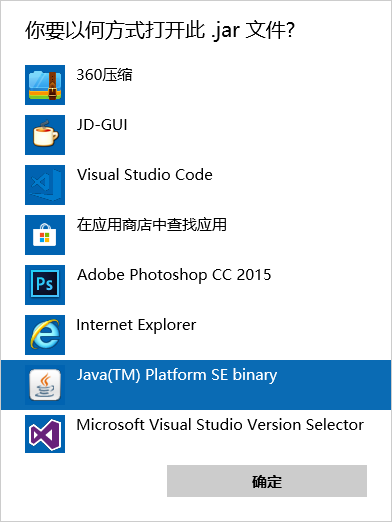 你要以何方式打开此 .jar 文件?
360压缩
JD-GUI
Visual Studio Code
在应用商店中查找应用
Ps
Adobe Photoshop CC 2015
Internet Explorer
Java(TM) Platform SE binary
Microsoft Visual Studio Version Selector
确定